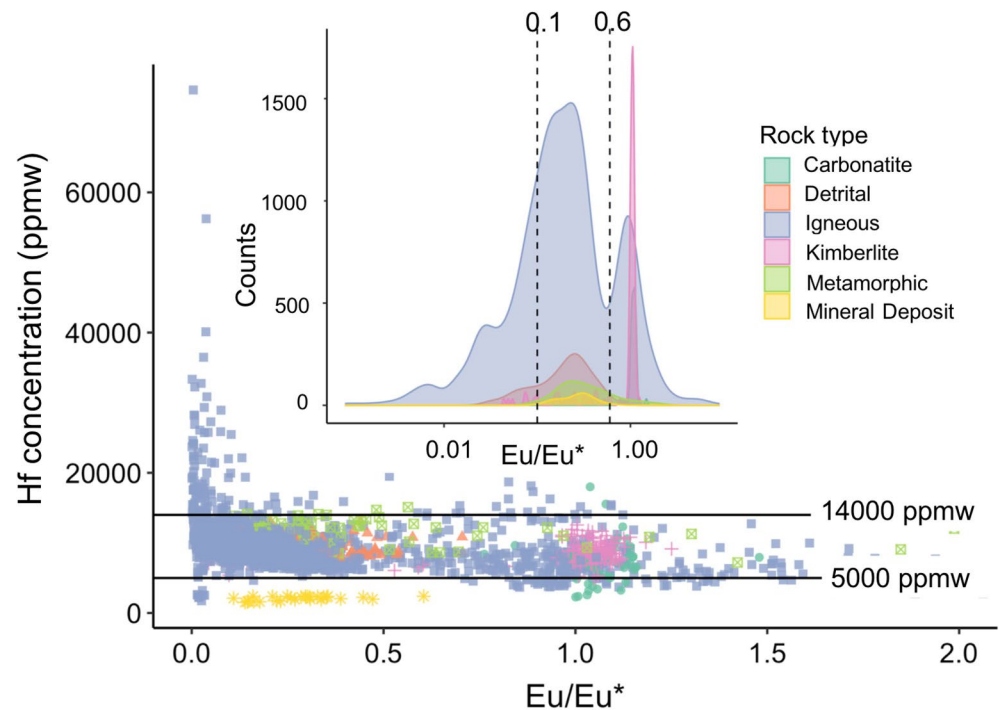 0.1 0.6
1500
1000
500
0
Counts
0.01 1.00
Eu/Eu*
Rock type
Carbonatite
Detrital
Igneous
Kimberlite
Metamorphic
Mineral Deposit
Hf concentration (ppmw)
60000
40000
20000
0
14000 ppmw
5000 ppmw
0.0 0.5 1.0 1.5 2.0
Eu/Eu*